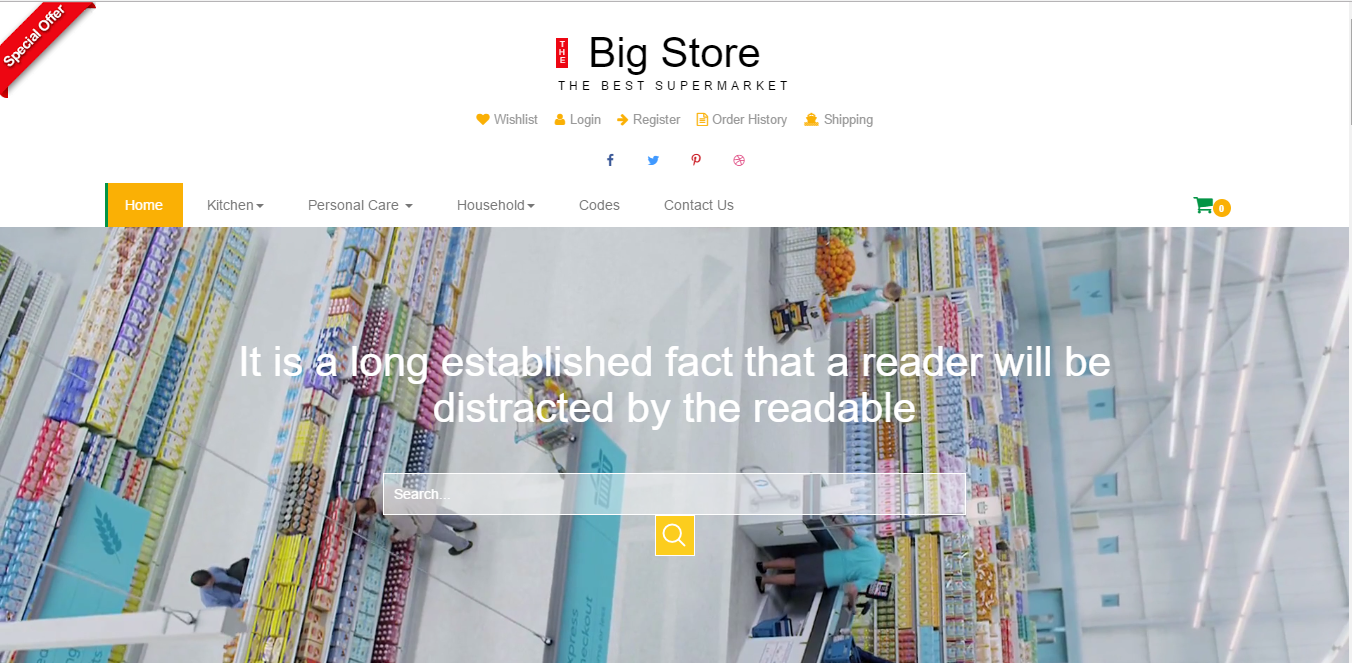 Special Offer
THE Big Store
THE BEST SUPERMARKET
Wishlist Login Register Order History Shipping
Home Kitchen Personal Care Household Codes Contact Us 0
It is a long established fact that a reader will be
distracted by the readable
Search...
express
checkout